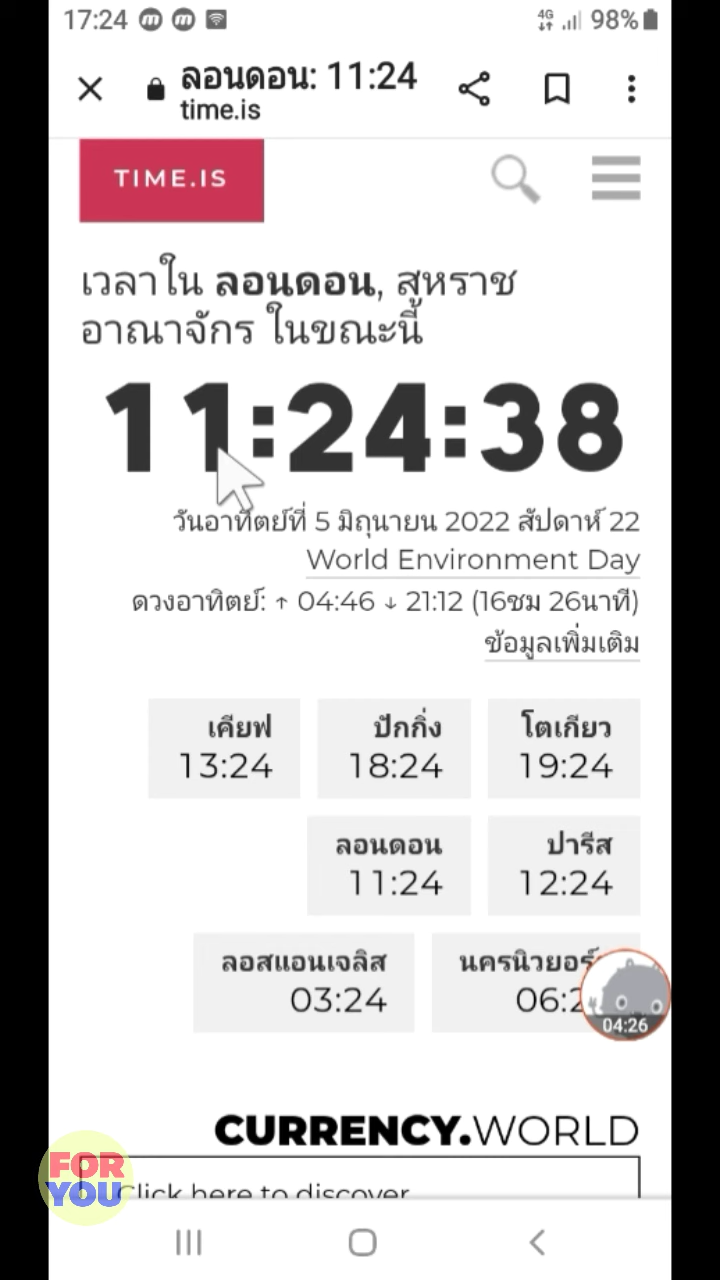 17:24
4G 98%
ลอนดอน: 11:24
time.is
TIME.IS
เวลาใน ลอนดอน, สหราช
อาณาจักร ในขณะนี้
11:24:38
วันอาทิตย์ที่ 5 มิถุนายน 2022 สัปดาห์ 22
World Environment Day
ดวงอาทิตย์: ↑ 04:46 ↓ 21:12 (16ชม 26นาที)
ข้อมูลเพิ่มเติม
เคียฟ ปักกิ่ง โตเกียว
13:24 18:24 19:24
ลอนดอน ปารีส
11:24 12:24
ลอสแอนเจลิส
03:24
04:26
CURRENCY.WORLD
FOR
YOU
Click here to discover